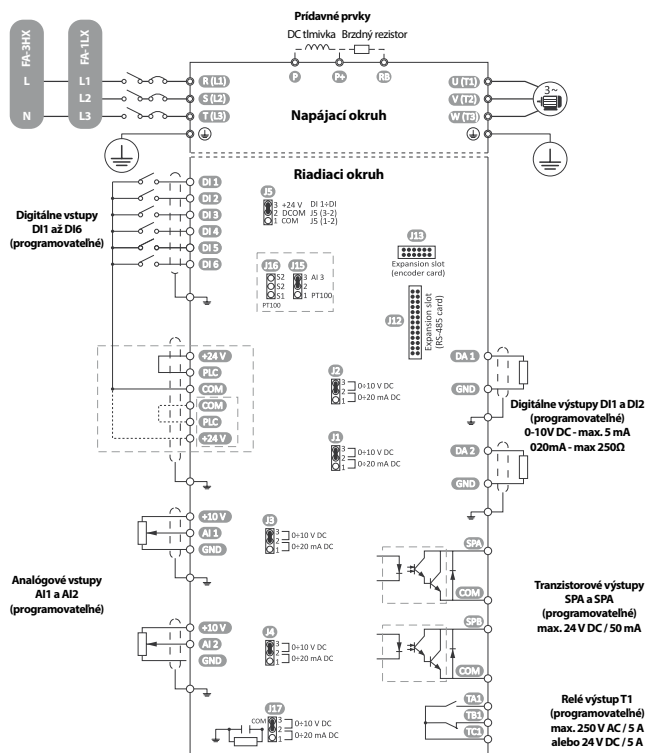 Prídavné prvky
DC tlmivka Brzdný rezistor
FA-3HX
FA-1LX
P
P+
RB
L
L1
L2
N
L3
R (L1)
S (L2)
T (L3)
Napájací okruh
U (T1)
V (T2)
W (T3)
3~
Riadiaci okruh
Digitálne vstupy
DI1 až DI6
(programovateľné)
DI 1
DI 2
DI 3
DI 4
DI 5
DI 6
J5
3 +24 V DI 1÷DI
2 DCOM J5 (3-2)
1 COM J5 (1-2)
J16
S2
S2
S1
PT100
J15
3 AI 3
2
1 PT100
J13
Expansion slot
(encoder card)
J12
Expansion slot
(RS-485 card)
+24 V
PLC
COM
COM
PLC
+24 V
J2
3
2
1
0÷10 V DC
0÷20 mA DC
J1
3
2
1
0÷10 V DC
0÷20 mA DC
DA 1
GND
Digitálne výstupy DI1 a DI2
(programovateľné)
0-10V DC - max. 5 mA
020mA - max 250Ω
DA 2
GND
+10 V
AI 1
GND
J3
3
2
1
0÷10 V DC
0÷20 mA DC
Analógové vstupy
AI1 a AI2
(programovateľné)
+10 V
AI 2
GND
J4
3
2
1
0÷10 V DC
0÷20 mA DC
SPA
COM
SPB
COM
Tranzistorové výstupy
SPA a SPA
(programovateľné)
max. 24 V DC / 50 mA
J17
COM
3
2
1
0÷10 V DC
0÷20 mA DC
TA1
TB1
TC1
Relé výstup T1
(programovateľné)
max. 250 V AC / 5 A
alebo 24 V DC / 5 A